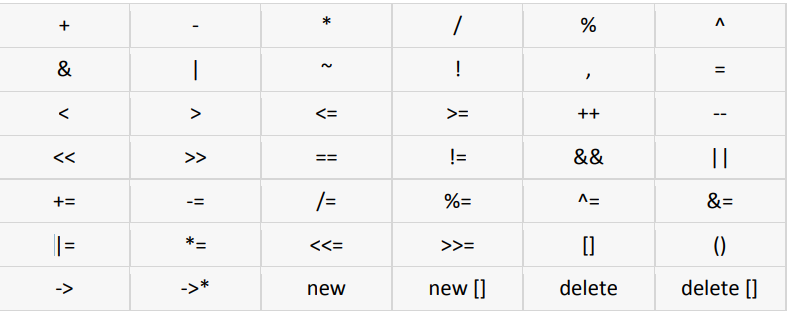 + - * / % ^
& | ~ ! , =
< > <= >= ++ --
<< >> == != && ||
+= -= /= %= ^= &=
|= *= <<= >>= [] ()
-> ->* new new [] delete delete []